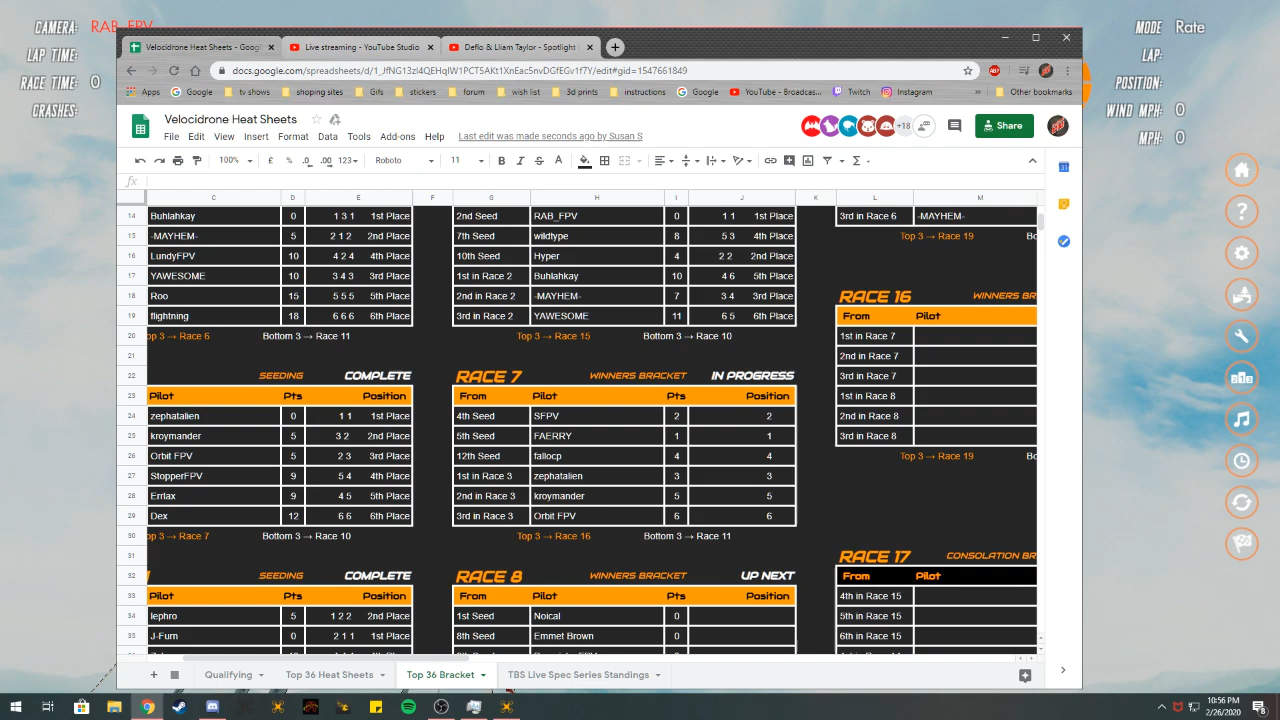 CAMERA: RAB_FPV
LAP TIME:
RACE TIME: 0
CRASHES:
MODE Rate
LAP:
POSITION:
WIND MPH: 0
MPH: 0
Velocidrone Heat Sheets - Googl × Live streaming - YouTube Studio × Deflo & Lliam Taylor - Spotlight ×
docs.google.com/spreadsheets/d/1_JfNG13zI4QEHqIW1PCT5AKt1XnEac5nvDGfEGv1f7Y/edit#gid=1547661849
Apps Google tv shows shoping sites Gifs stickers forum wish list 3d prints instructions Google YouTube - Broadcas... Twitch Instagram » Other bookmarks
Velocidrone Heat Sheets
File Edit View Insert Format Data Tools Add-ons Help Last edit was made seconds ago by Susan S
+18 Share
100% £ % .0 .00 123 Roboto 11 B I S A
fx
C D E F G H I J K L M
14 Buhlahkay 0 1 3 1 1st Place 2nd Seed RAB_FPV 0 1 1 1st Place 3rd in Race 6 -MAYHEM-
15 -MAYHEM- 5 2 1 2 2nd Place 7th Seed wildtype 8 5 3 4th Place Top 3 → Race 19 Bo
16 LundyFPV 10 4 2 4 4th Place 10th Seed Hyper 4 2 2 2nd Place
17 YAWESOME 10 3 4 3 3rd Place 1st in Race 2 Buhlahkay 10 4 6 5th Place
18 Roo 15 5 5 5 5th Place 2nd in Race 2 -MAYHEM- 7 3 4 3rd Place RACE 16 WINNERS BR
19 flightning 18 6 6 6 6th Place 3rd in Race 2 YAWESOME 11 6 5 6th Place From Pilot
20 op 3 → Race 6 Bottom 3 → Race 11 Top 3 → Race 15 Bottom 3 → Race 10 1st in Race 7
21 2nd in Race 7
22 SEEDING COMPLETE RACE 7 WINNERS BRACKET IN PROGRESS 3rd in Race 7
23 Pilot Pts Position From Pilot Pts Position 1st in Race 8
24 zephatalien 0 1 1 1st Place 4th Seed SFPV 2 2 2nd in Race 8
25 kroymander 5 3 2 2nd Place 5th Seed FAERRY 1 1 3rd in Race 8
26 Orbit FPV 5 2 3 3rd Place 12th Seed fallocp 4 4 Top 3 → Race 19 Bo
27 StopperFPV 9 5 4 4th Place 1st in Race 3 zephatalien 3 3
28 Errlax 9 4 5 5th Place 2nd in Race 3 kroymander 5 5
29 Dex 12 6 6 6th Place 3rd in Race 3 Orbit FPV 6 6
30 op 3 → Race 7 Bottom 3 → Race 10 Top 3 → Race 16 Bottom 3 → Race 11
31 RACE 17 CONSOLATION BR
32 SEEDING COMPLETE RACE 8 WINNERS BRACKET UP NEXT From Pilot
33 Pilot Pts Position From Pilot Pts Position 4th in Race 15
34 lephro 5 1 2 2 2nd Place 1st Seed Noical 0 5th in Race 15
35 J-Furn 0 2 1 1 1st Place 8th Seed Emmet Brown 0 6th in Race 15
Qualifying Top 36 Heat Sheets Top 36 Bracket TBS Live Spec Series Standings
10:56 PM
2/26/2020
8